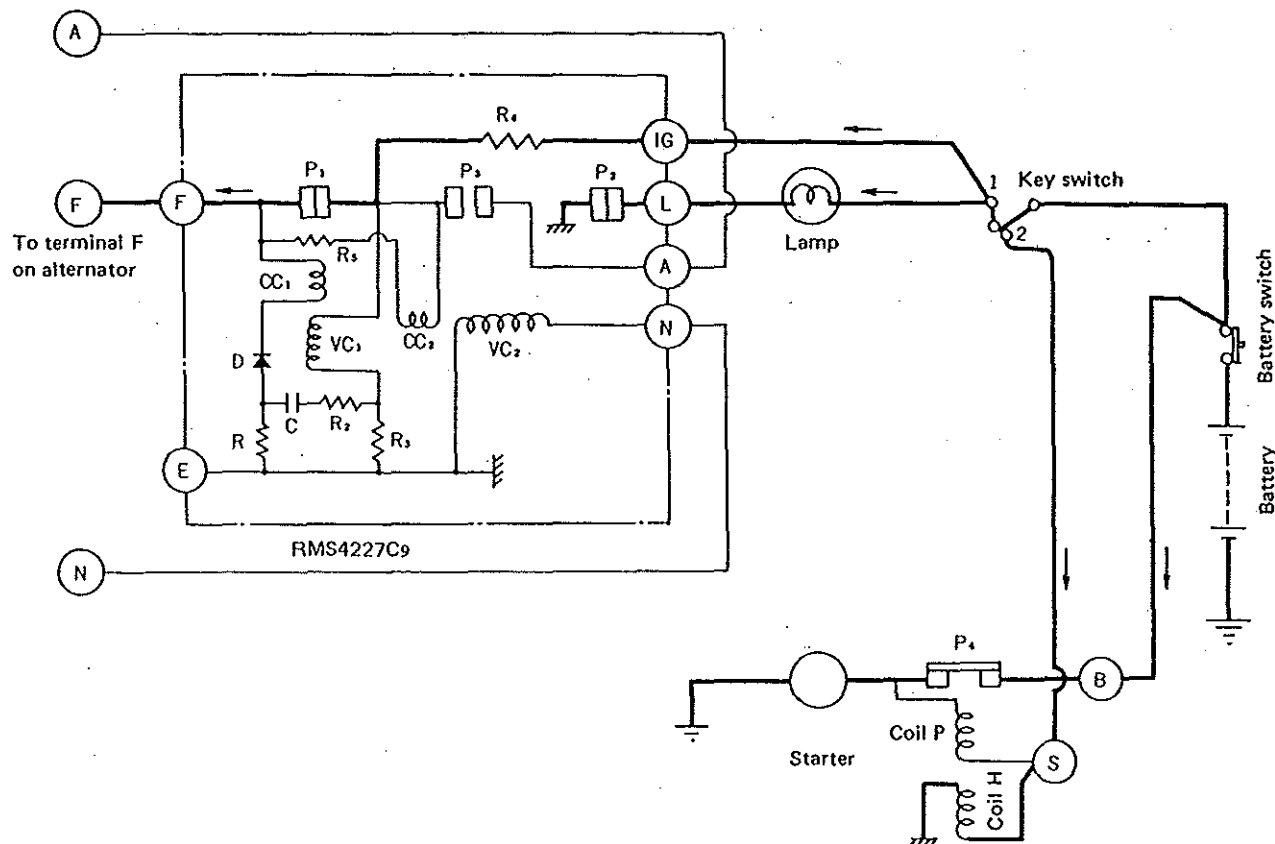 A
R₄
IG
P₁
P₃
P₂
1
Key switch
F
F
L
2
To terminal F
on alternator
R₅
Lamp
A
CC₁
N
VC₁
CC₂
VC₂
Battery switch
D
C
R₂
R
R₃
E
Battery
RMS4227C9
N
P₄
B
Coil P
Starter
S
Coil H